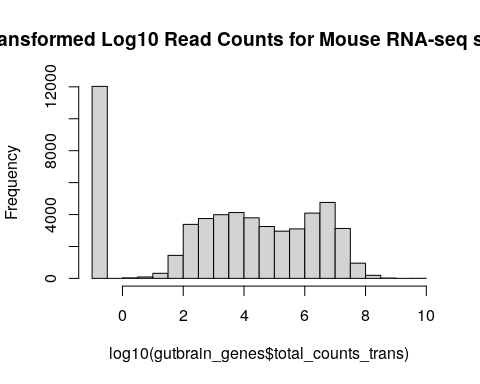 ansformed Log10 Read Counts for Mouse RNA-seq s
Frequency
12000
8000
4000
0
0 2 4 6 8 10
log10(gutbrain_genes$total_counts_trans)